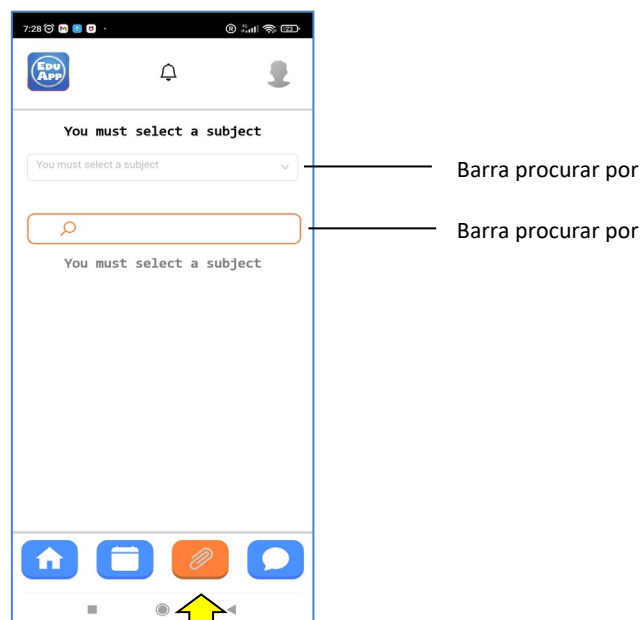 7:28
EDU
APP
You must select a subject
You must select a subject
Barra procurar por
Barra procurar por
You must select a subject